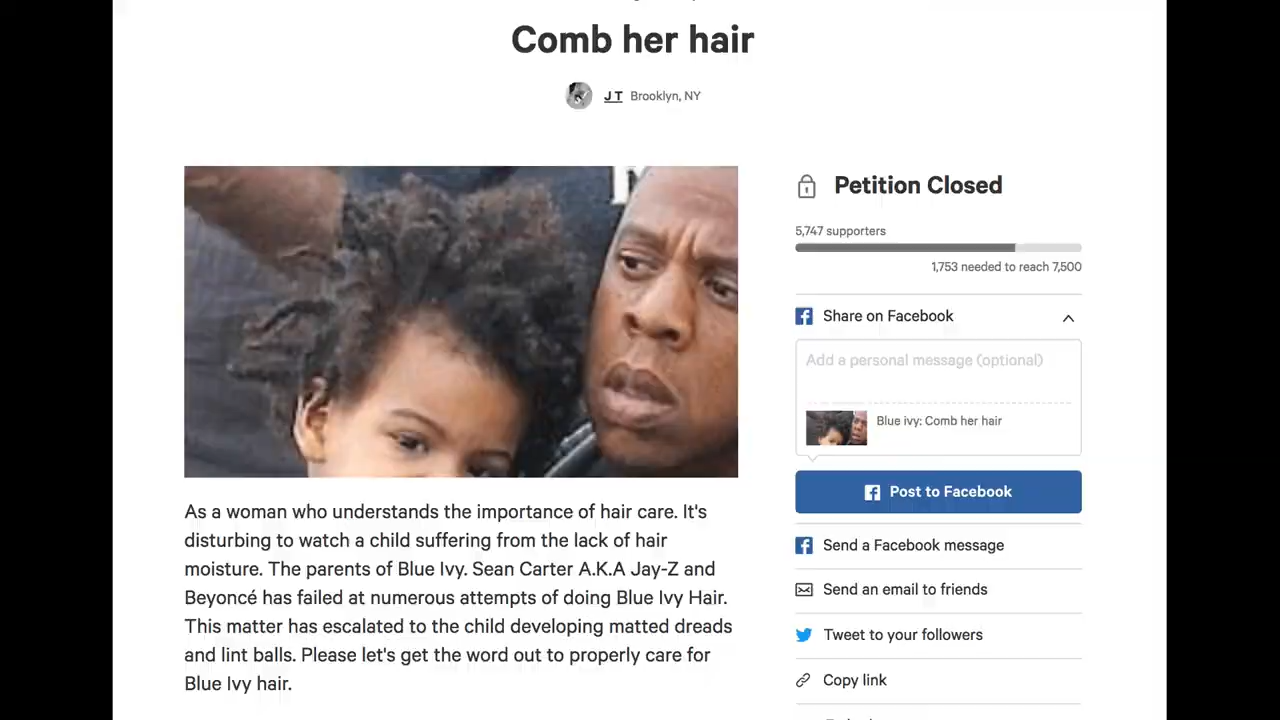 Comb her hair
J T Brooklyn, NY
Petition Closed
5,747 supporters
1,753 needed to reach 7,500
Share on Facebook
Add a personal message (optional)
Blue ivy: Comb her hair
Post to Facebook
Send a Facebook message
Send an email to friends
Tweet to your followers
Copy link
As a woman who understands the importance of hair care. It's
disturbing to watch a child suffering from the lack of hair
moisture. The parents of Blue Ivy. Sean Carter A.K.A Jay-Z and
Beyoncé has failed at numerous attempts of doing Blue Ivy Hair.
This matter has escalated to the child developing matted dreads
and lint balls. Please let's get the word out to properly care for
Blue Ivy hair.